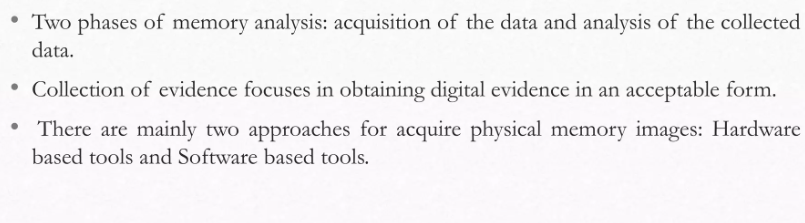 • Two phases of memory analysis: acquisition of the data and analysis of the collected
data.
• Collection of evidence focuses in obtaining digital evidence in an acceptable form.
• There are mainly two approaches for acquire physical memory images: Hardware
based tools and Software based tools.